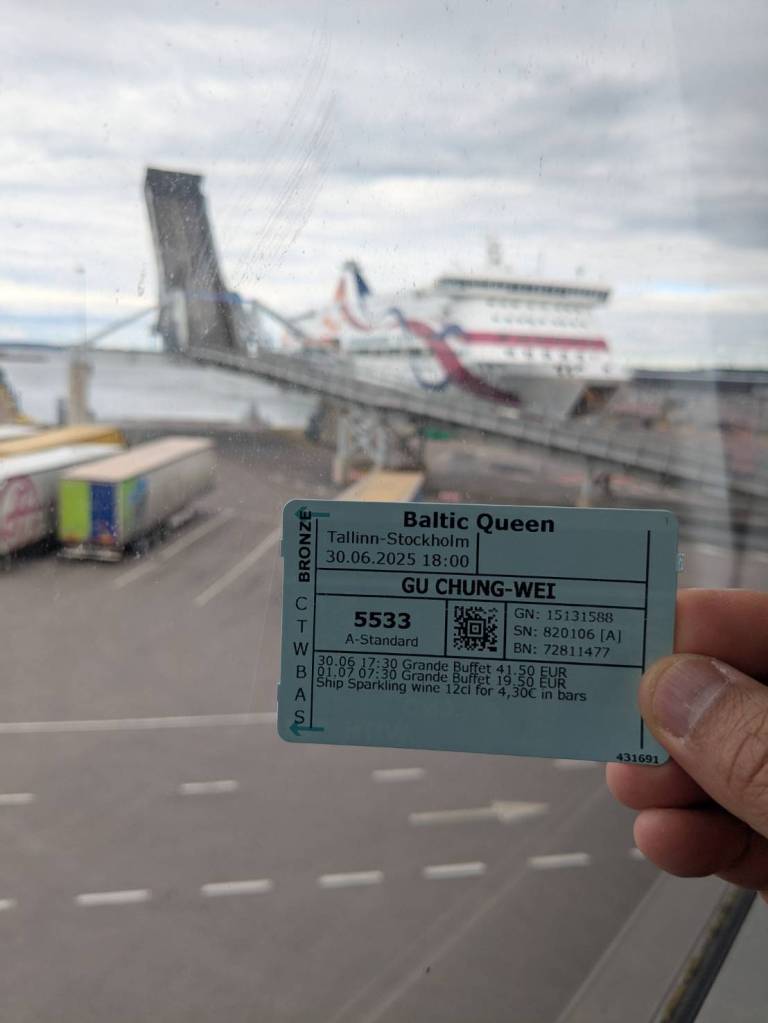 BRONZE
C
T
W
B
A
S
Baltic Queen
Tallinn-Stockholm
30.06.2025 18:00
GU CHUNG-WEI
5533
A-Standard
GN: 15131588
SN: 820106 [A]
BN: 72811477
30.06 17:30 Grande Buffet 41.50 EUR
01.07 07:30 Grande Buffet 19.50 EUR
Ship Sparkling wine 12cl for 4,30€ in bars
431691